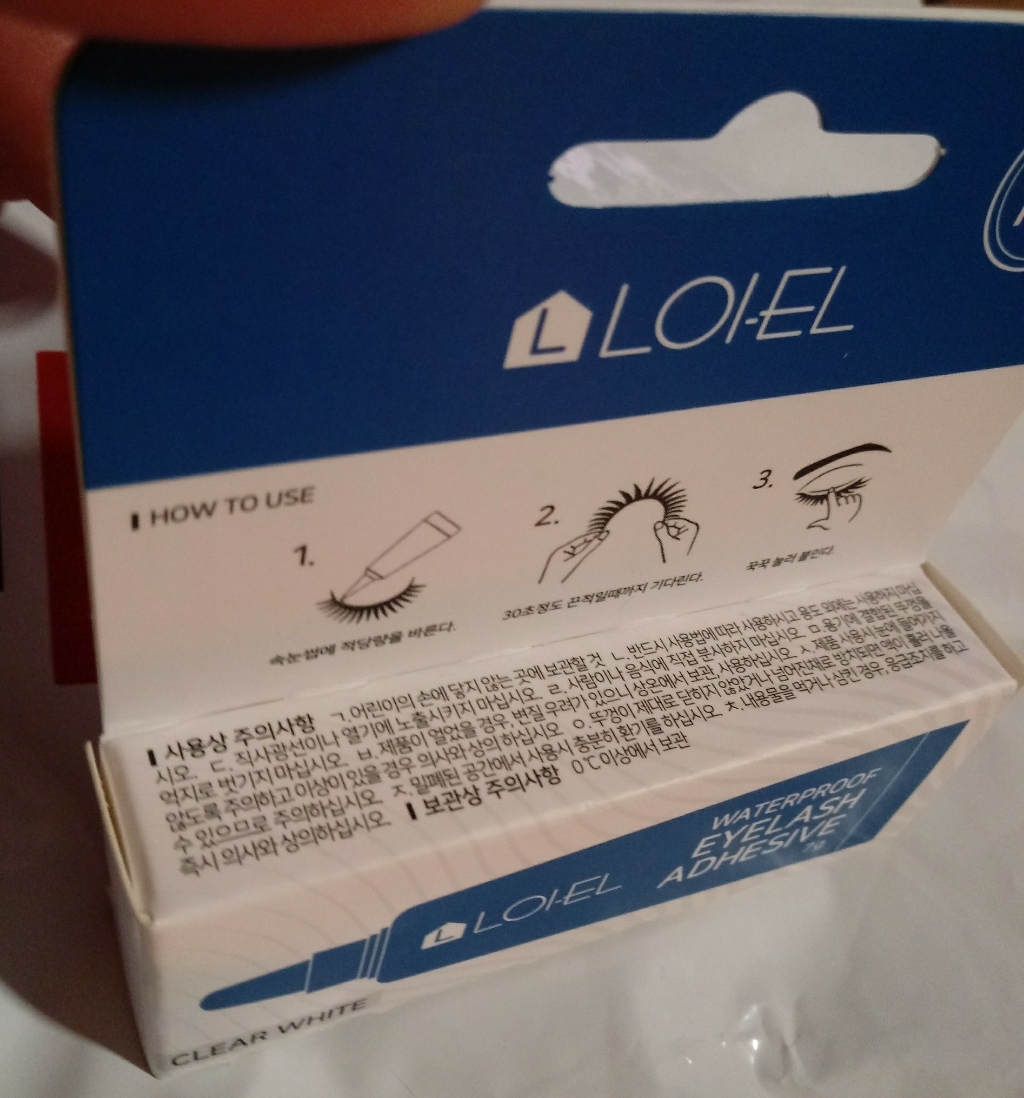 L LOI-EL
HOW TO USE
1.
속눈썹에 적당량을 바른다.
2.
30초정도 끈적일때까지 기다린다.
3.
꾹꾹 눌러 붙인다.
사용상 주의사항 ㄱ.어린이의 손에 닿지 않는 곳에 보관할 것 ㄴ. 반드시 사용법에 따라 사용하시고 용도 외에는 사용하지 마십
시오. ㄷ. 직사광선이나 열기에 노출시키지 마십시오 ㄹ. 사람이나 음식에 직접 분사하지 마십시오 ㅁ.용기에 결합된 뚜껑을
억지로 벗기지 마십시오. ㅂ.제품이 얼었을 경우, 변질 우려가 있으니 상온에서 보관, 사용하십시오 ㅅ.제품 사용시 눈에 들어가지
않도록 주의하고 이상이 있을 경우 의사와 상의 하십시오 ㅇ 뚜껑이 제대로 닫히지 않았거나 넘어진채로 방치되면 액이 흘러 나올
수 있으므로 주의하십시오 ㅈ.밀폐된 공간에서 사용시 충분히 환기를 하십시오 ㅊ.내용물을 먹거나 삼킨 경우, 응급조치를 하고
즉시 의사와 상의하십시오 보관상 주의사항 0℃이상에서 보관
WATERPROOF
EYELASH
ADHESIVE
7g
L LOI-EL
CLEAR WHITE